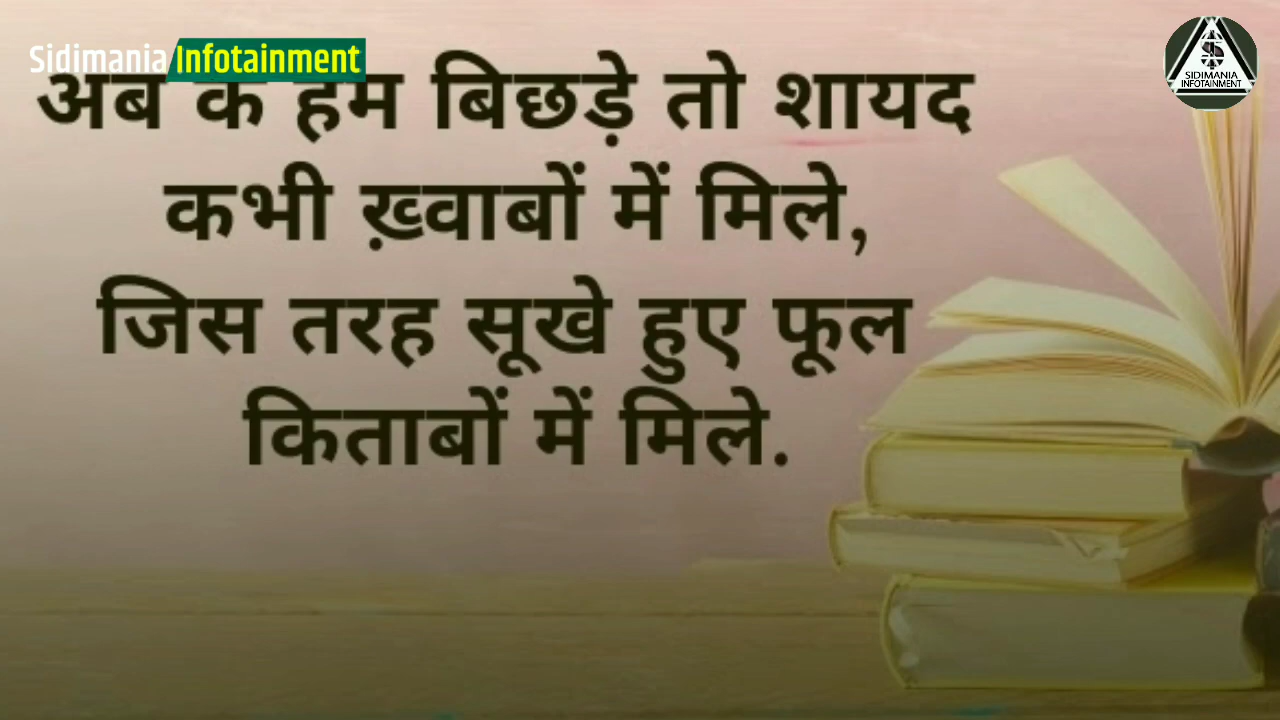 Sidimania Infotainment
अब के हम बिछड़े तो शायद
कभी ख़्वाबों में मिले,
जिस तरह सूखे हुए फूल
किताबों में मिले.
SIDIMANIA
INFOTAINMENT